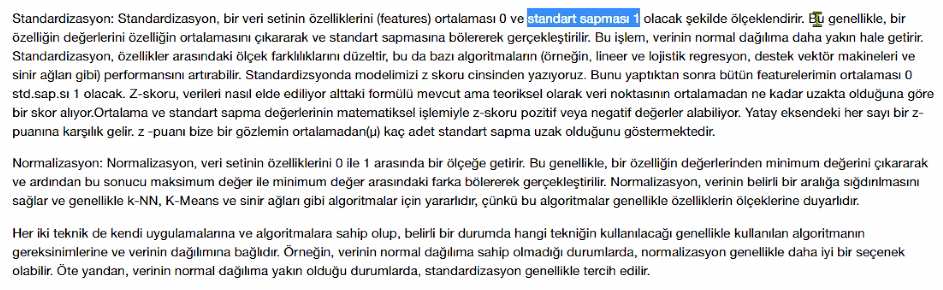 Standardizasyon: Standardizasyon, bir veri setinin özelliklerini (features) ortalaması 0 ve standart sapması 1 olacak şekilde ölçeklendirir. Bu genellikle, bir
özelliğin değerlerini özelliğin ortalamasını çıkararak ve standart sapmasına bölererek gerçekleştirilir. Bu işlem, verinin normal dağılıma daha yakın hale getirir.
Standardizasyon, özellikler arasındaki ölçek farklılıklarını düzeltir, bu da bazı algoritmaların (örneğin, lineer ve lojistik regresyon, destek vektör makineleri ve
sinir ağları gibi) performansını artırabilir. Standardizsyonda modelimizi z skoru cinsinden yazıyoruz. Bunu yaptıktan sonra bütün featurelerimin ortalaması 0
std.sap.sı 1 olacak. Z-skoru, verileri nasıl elde ediliyor alttaki formülü mevcut ama teoriksel olarak veri noktasının ortalamadan ne kadar uzakta olduğuna göre
bir skor alıyor.Ortalama ve standart sapma değerlerinin matematiksel işlemiyle z-skoru pozitif veya negatif değerler alabiliyor. Yatay eksendeki her sayı bir z-
puanına karşılık gelir. z -puanı bize bir gözlemin ortalamadan(μ) kaç adet standart sapma uzak olduğunu göstermektedir.
Normalizasyon: Normalizasyon, veri setinin özelliklerini 0 ile 1 arasında bir ölçeğe getirir. Bu genellikle, bir özelliğin değerlerinden minimum değerini çıkararak
ve ardından bu sonucu maksimum değer ile minimum değer arasındaki farka bölererek gerçekleştirilir. Normalizasyon, verinin belirli bir aralığa sığdırılmasını
sağlar ve genellikle k-NN, K-Means ve sinir ağları gibi algoritmalar için yararlıdır, çünkü bu algoritmalar genellikle özelliklerin ölçeklerine duyarlıdır.
Her iki teknik de kendi uygulamalarına ve algoritmalara sahip olup, belirli bir durumda hangi tekniğin kullanılacağı genellikle kullanılan algoritmanın
gereksinimlerine ve verinin dağılımına bağlıdır. Örneğin, verinin normal dağılıma sahip olmadığı durumlarda, normalizasyon genellikle daha iyi bir seçenek
olabilir. Öte yandan, verinin normal dağılıma yakın olduğu durumlarda, standardizasyon genellikle tercih edilir.